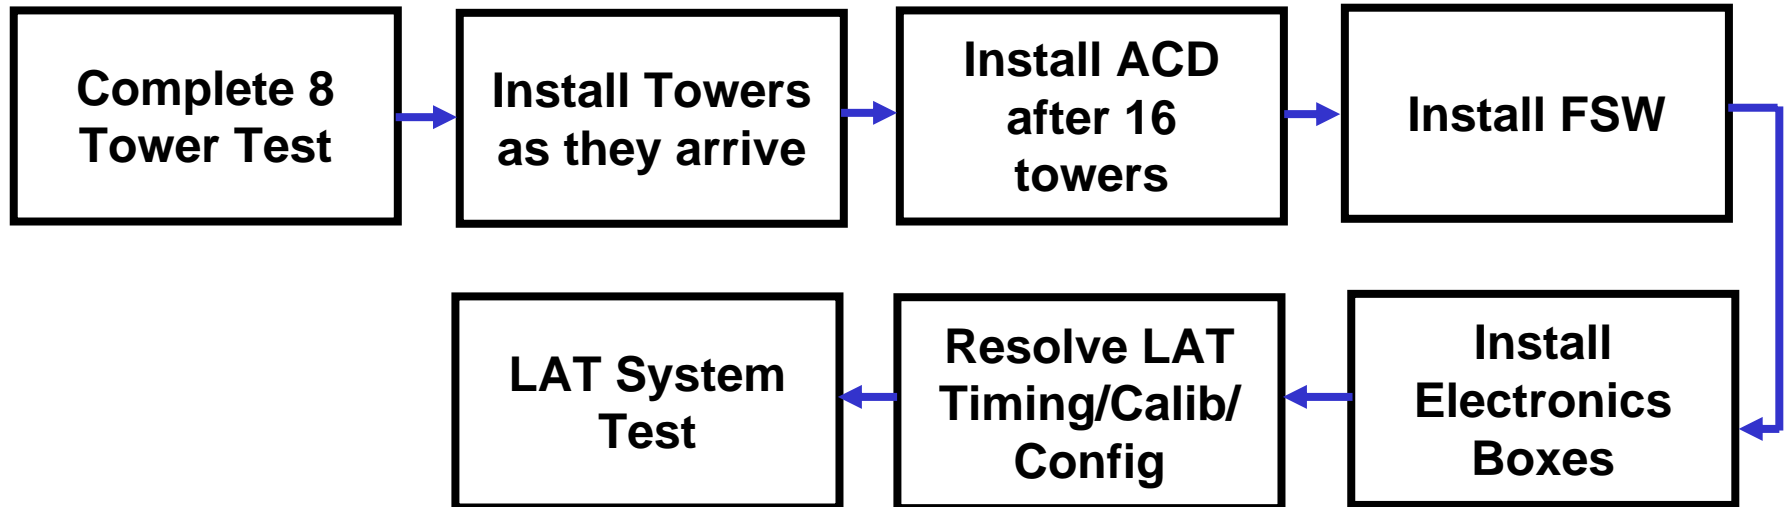 Complete 8
Tower Test
Install Towers
as they arrive
Install ACD
after 16
towers
Install FSW
Install
Electronics
Boxes
Resolve LAT
Timing/Calib/
Config
LAT System
Test